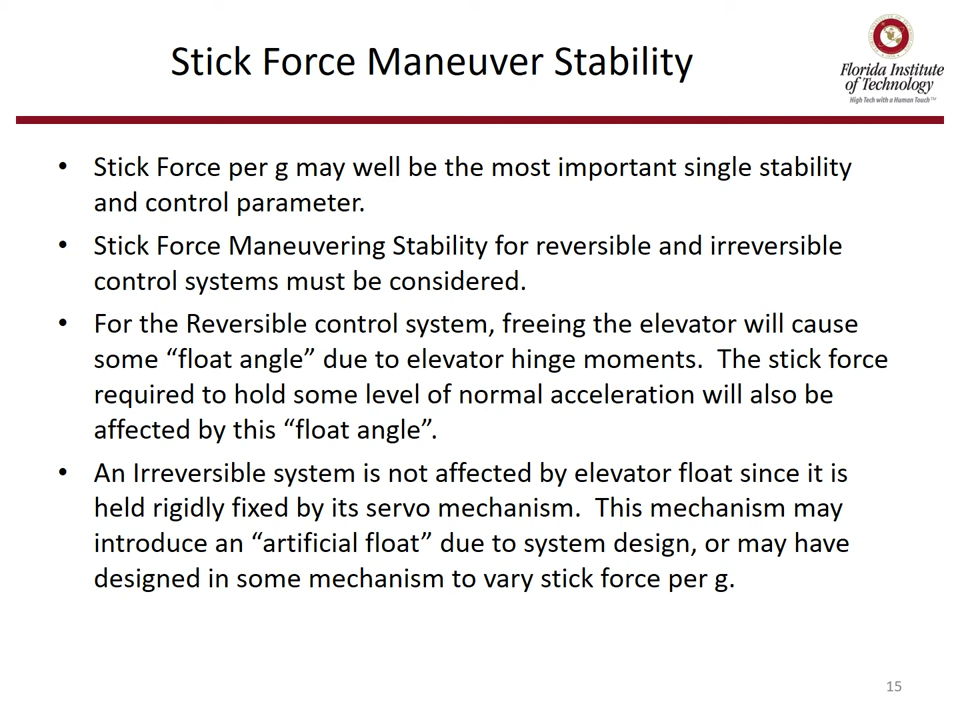 Stick Force Maneuver Stability
Florida Institute
of Technology
High Tech with a Human Touch™
• Stick Force per g may well be the most important single stability
and control parameter.
• Stick Force Maneuvering Stability for reversible and irreversible
control systems must be considered.
• For the Reversible control system, freeing the elevator will cause
some “float angle” due to elevator hinge moments.  The stick force
required to hold some level of normal acceleration will also be
affected by this “float angle”.
• An Irreversible system is not affected by elevator float since it is
held rigidly fixed by its servo mechanism.  This mechanism may
introduce an “artificial float” due to system design, or may have
designed in some mechanism to vary stick force per g.
15